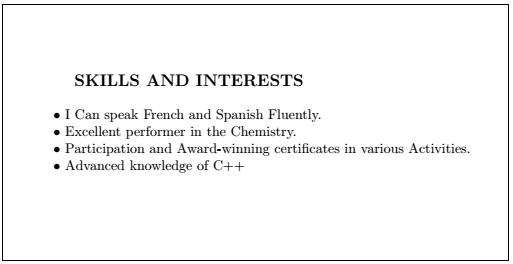 SKILLS AND INTERESTS
• I Can speak French and Spanish Fluently.
• Excellent performer in the Chemistry.
• Participation and Award-winning certificates in various Activities.
• Advanced knowledge of C++